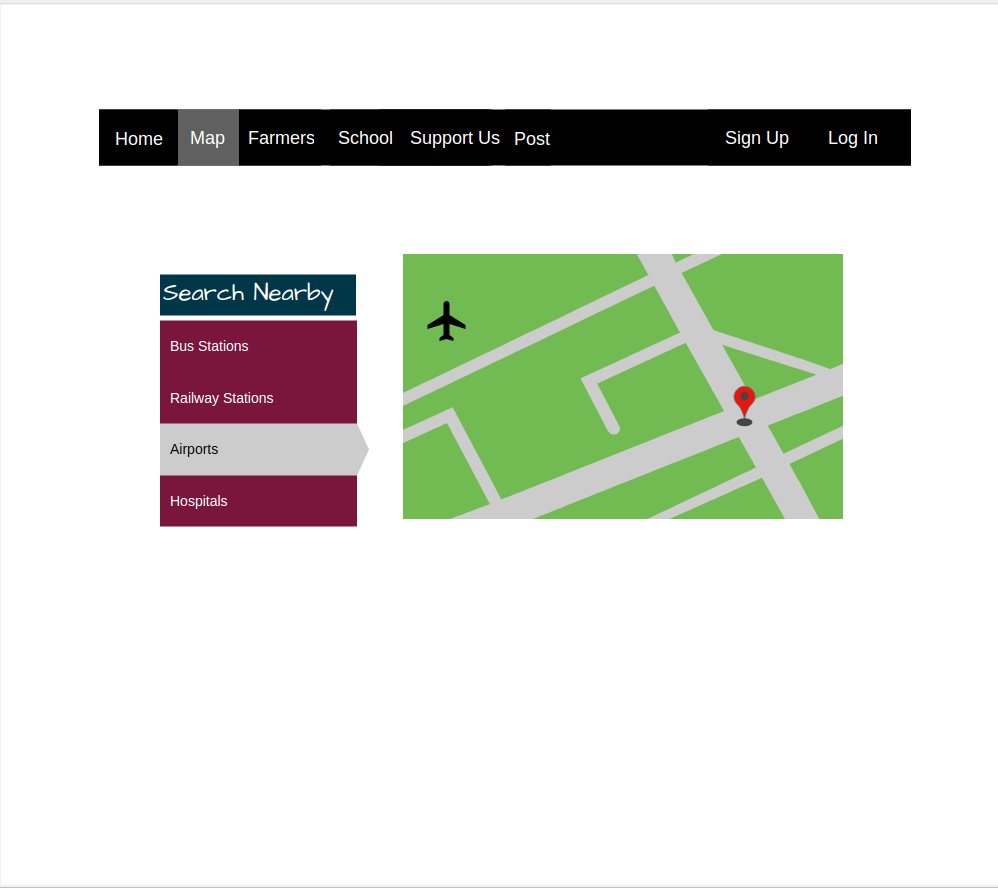 Home Map Farmers School Support Us Post Sign Up Log In
Search Nearby
Bus Stations
Railway Stations
Airports
Hospitals